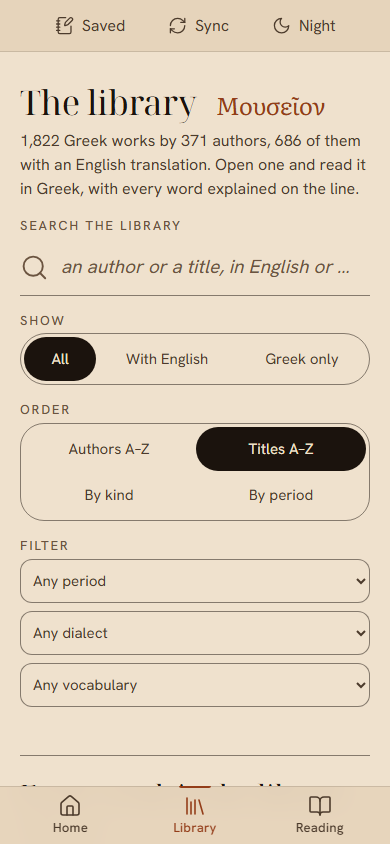 Saved
Sync
Night
The library Μουσεῖον
1,822 Greek works by 371 authors, 686 of them
with an English translation. Open one and read it
in Greek, with every word explained on the line.
SEARCH THE LIBRARY
an author or a title, in English or ...
SHOW
All
With English
Greek only
ORDER
Authors A–Z
Titles A–Z
By kind
By period
FILTER
Any period
Any dialect
Any vocabulary
Home
Library
Reading